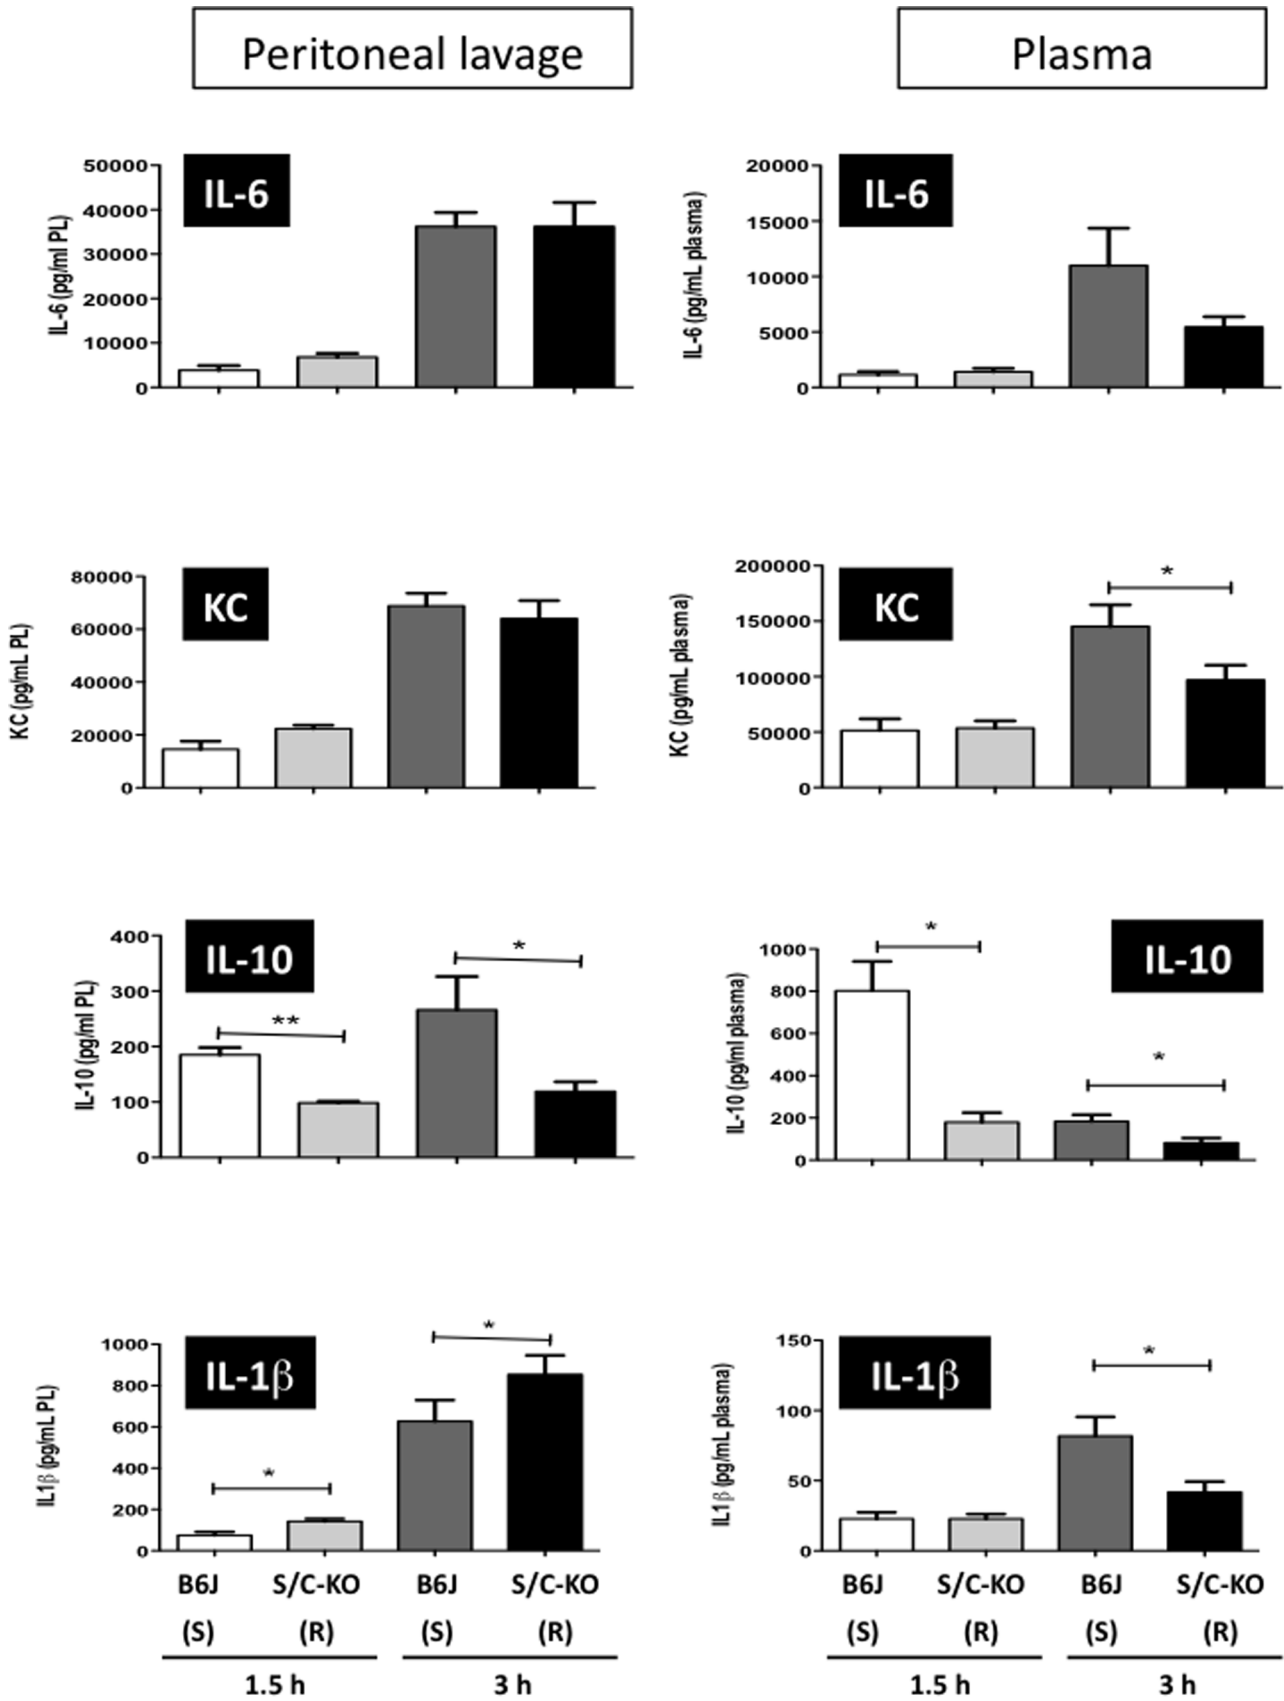 Peritoneal lavage
Plasma
IL-6
IL-6 (pg/ml PL)
50000
40000
30000
20000
10000
0
IL-6
IL-6 (pg/mL plasma)
20000
15000
10000
5000
0
KC
KC (pg/mL PL)
80000
60000
40000
20000
0
KC
KC (pg/mL plasma)
200000
150000
100000
50000
0
*
IL-10
IL-10 (pg/ml PL)
400
300
200
100
0
**
*
IL-10
IL-10 (pg/ml plasma)
1000
800
600
400
200
0
*
*
IL-1β
IL1β (pg/mL PL)
1000
800
600
400
200
0
*
*
IL-1β
IL1β (pg/mL plasma)
150
100
50
0
*
B6J S/C-KO B6J S/C-KO
(S) (R) (S) (R)
1.5 h 3 h
B6J S/C-KO B6J S/C-KO
(S) (R) (S) (R)
1.5 h 3 h